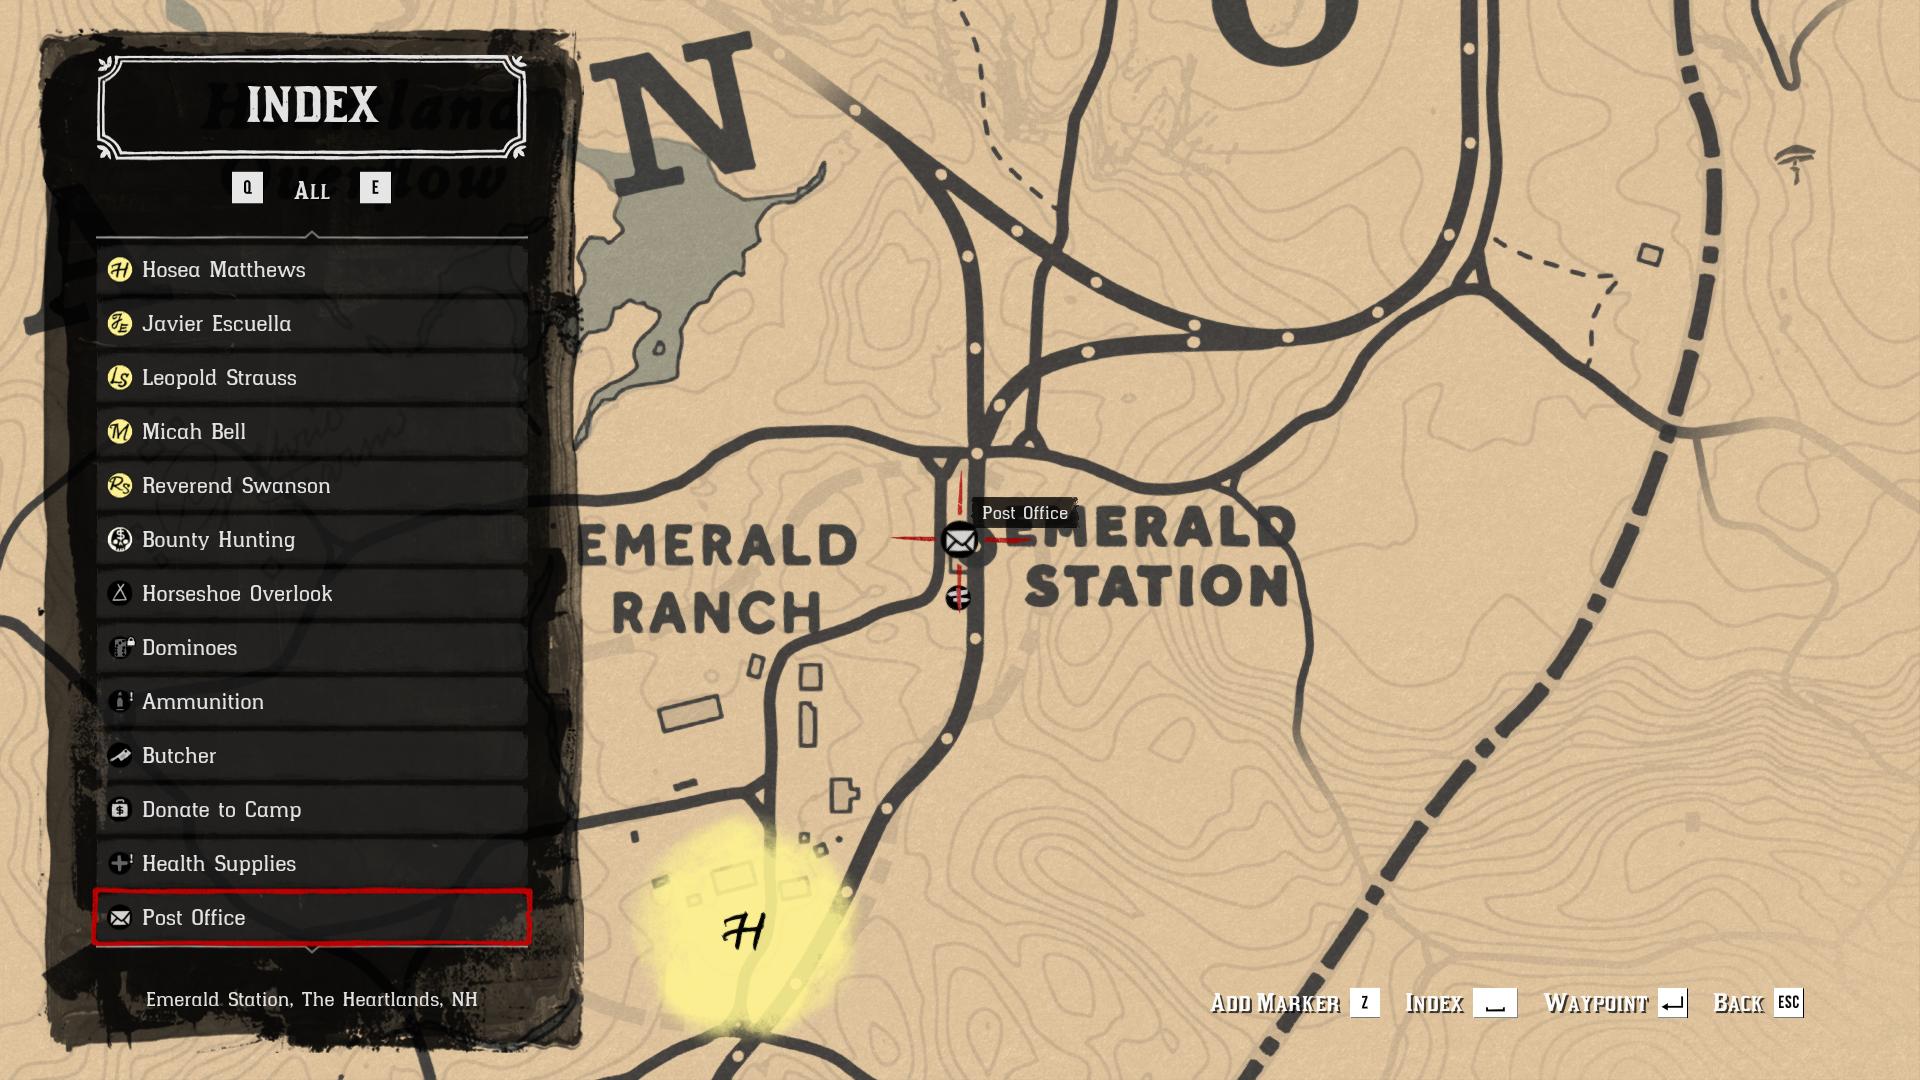 INDEX
Q All E
Hosea Matthews
Javier Escuella
Leopold Strauss
Micah Bell
Reverend Swanson
Bounty Hunting
Horseshoe Overlook
Dominoes
Ammunition
Butcher
Donate to Camp
Health Supplies
Post Office
Emerald Station, The Heartlands, NH
N
O
Post Office
EMERALD
RANCH
EMERALD
STATION
H
Add Marker Z Index Waypoint Back ESC